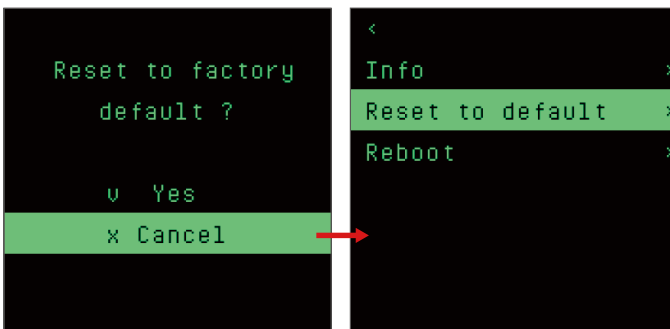 Reset to factory
default ?
v Yes
x Cancel
<
Info >
Reset to default >
Reboot >